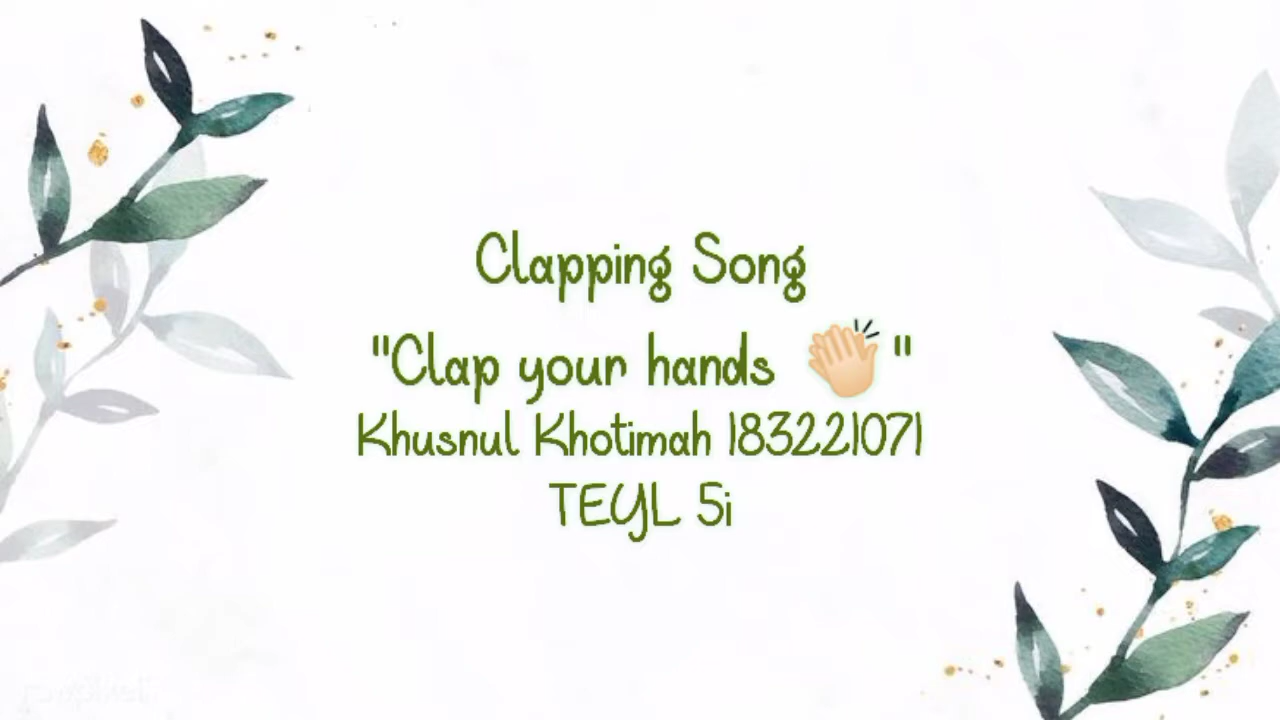 Clapping Song
"Clap your hands 👏🏻"
Khusnul Khotimah 183221071
TEYL 5i